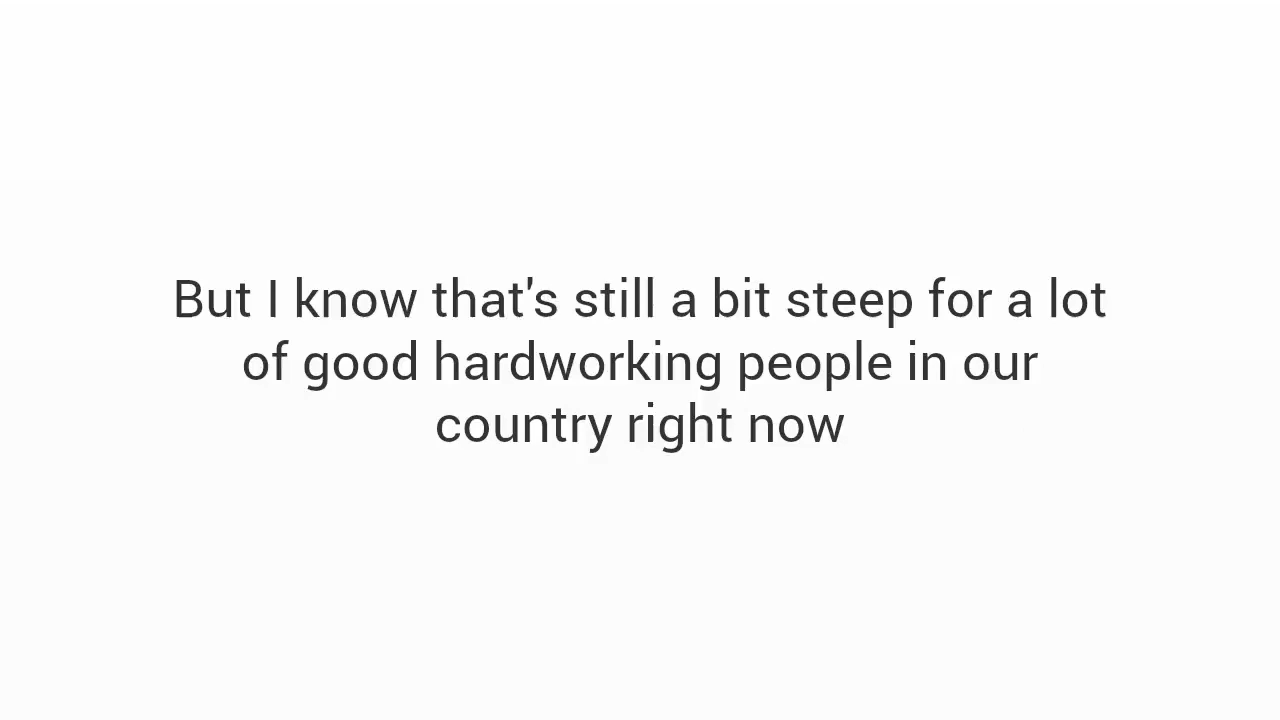 But I know that's still a bit steep for a lot
of good hardworking people in our
country right now